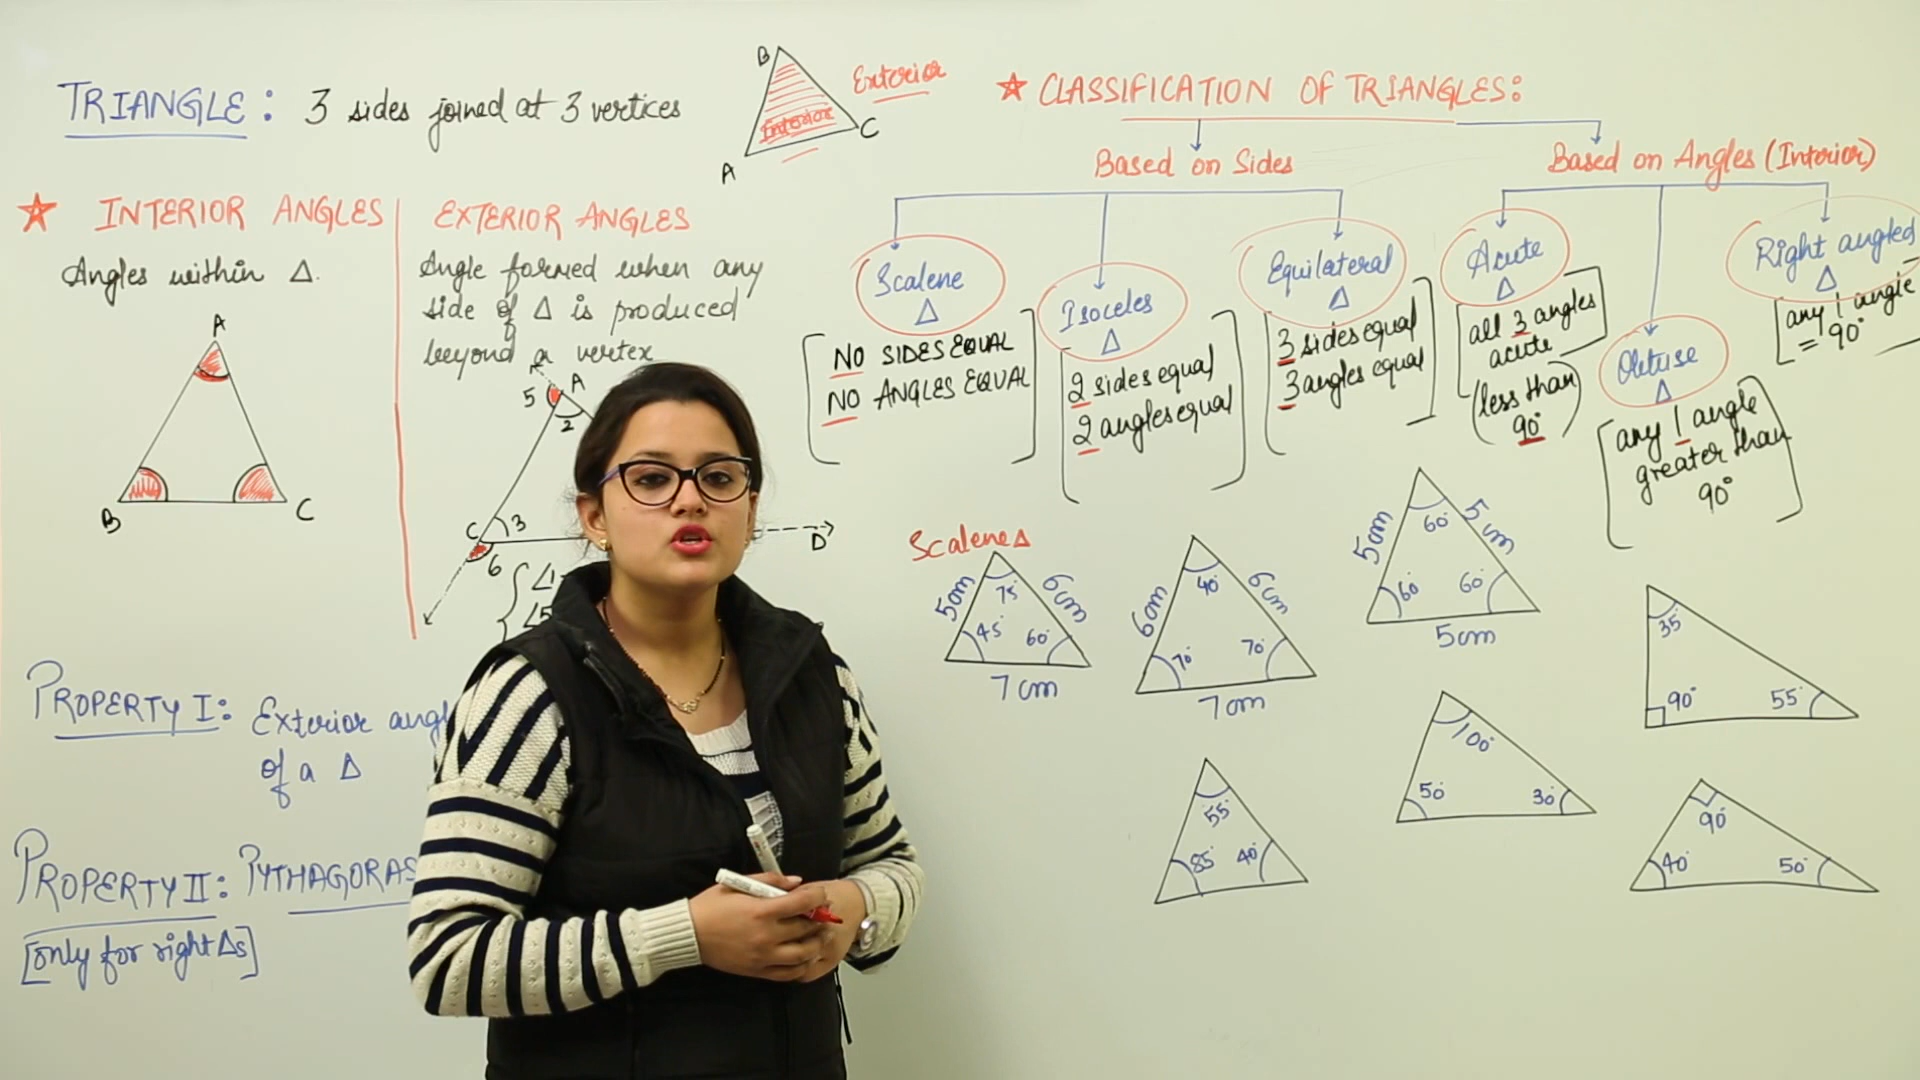 TRIANGLE: 3 sides joined at 3 vertices
B
Exterior
Interior
A
C
★ INTERIOR ANGLES
Angles within Δ.
A
B
C
EXTERIOR ANGLES
Angle formed when any
side of Δ is produced
beyond a vertex
5
A
2
C
3
6
D
∠1
∠5
PROPERTY I: Exterior angl
of a Δ
PROPERTY II: PYTHAGORAS
[only for right Δs]
★ CLASSIFICATION OF TRIANGLES:
Based on Sides
Scalene
Δ
NO SIDES EQUAL
NO ANGLES EQUAL
Isoceles
Δ
2 sides equal
2 angles equal
Equilateral
Δ
3 sides equal
3 angles equal
Based on Angles (Interior)
Acute
Δ
all 3 angles
acute
(less than
90°)
Obtuse
Δ
any 1 angle
greater than
90°
Right angled
Δ
any 1 angle
= 90°
Scalene Δ
5cm
6cm
75°
45°
60°
7cm
6cm
6cm
40°
70°
70°
7cm
5cm
5cm
60°
60°
60°
5cm
35°
90°
55°
55°
85°
40°
100°
50°
30°
90°
40°
50°